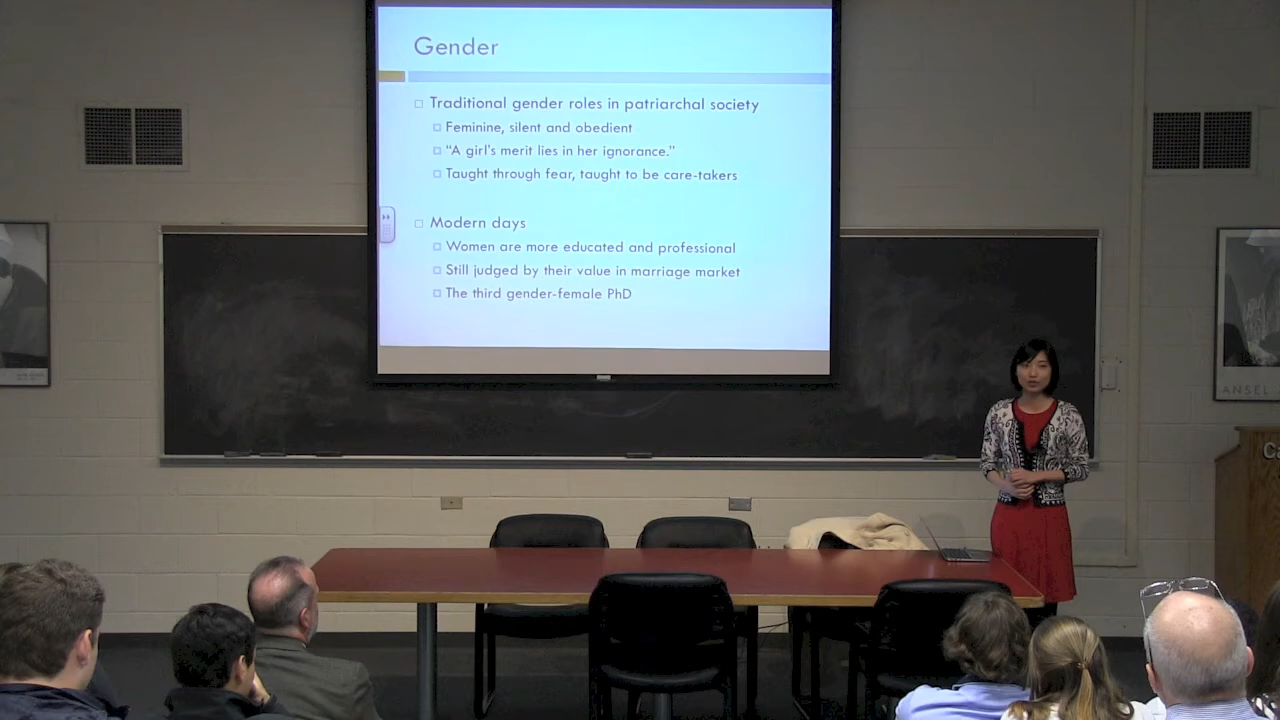 Gender
Traditional gender roles in patriarchal society
Feminine, silent and obedient
"A girl's merit lies in her ignorance."
Taught through fear, taught to be care-takers
Modern days
Women are more educated and professional
Still judged by their value in marriage market
The third gender-female PhD
ANSEL